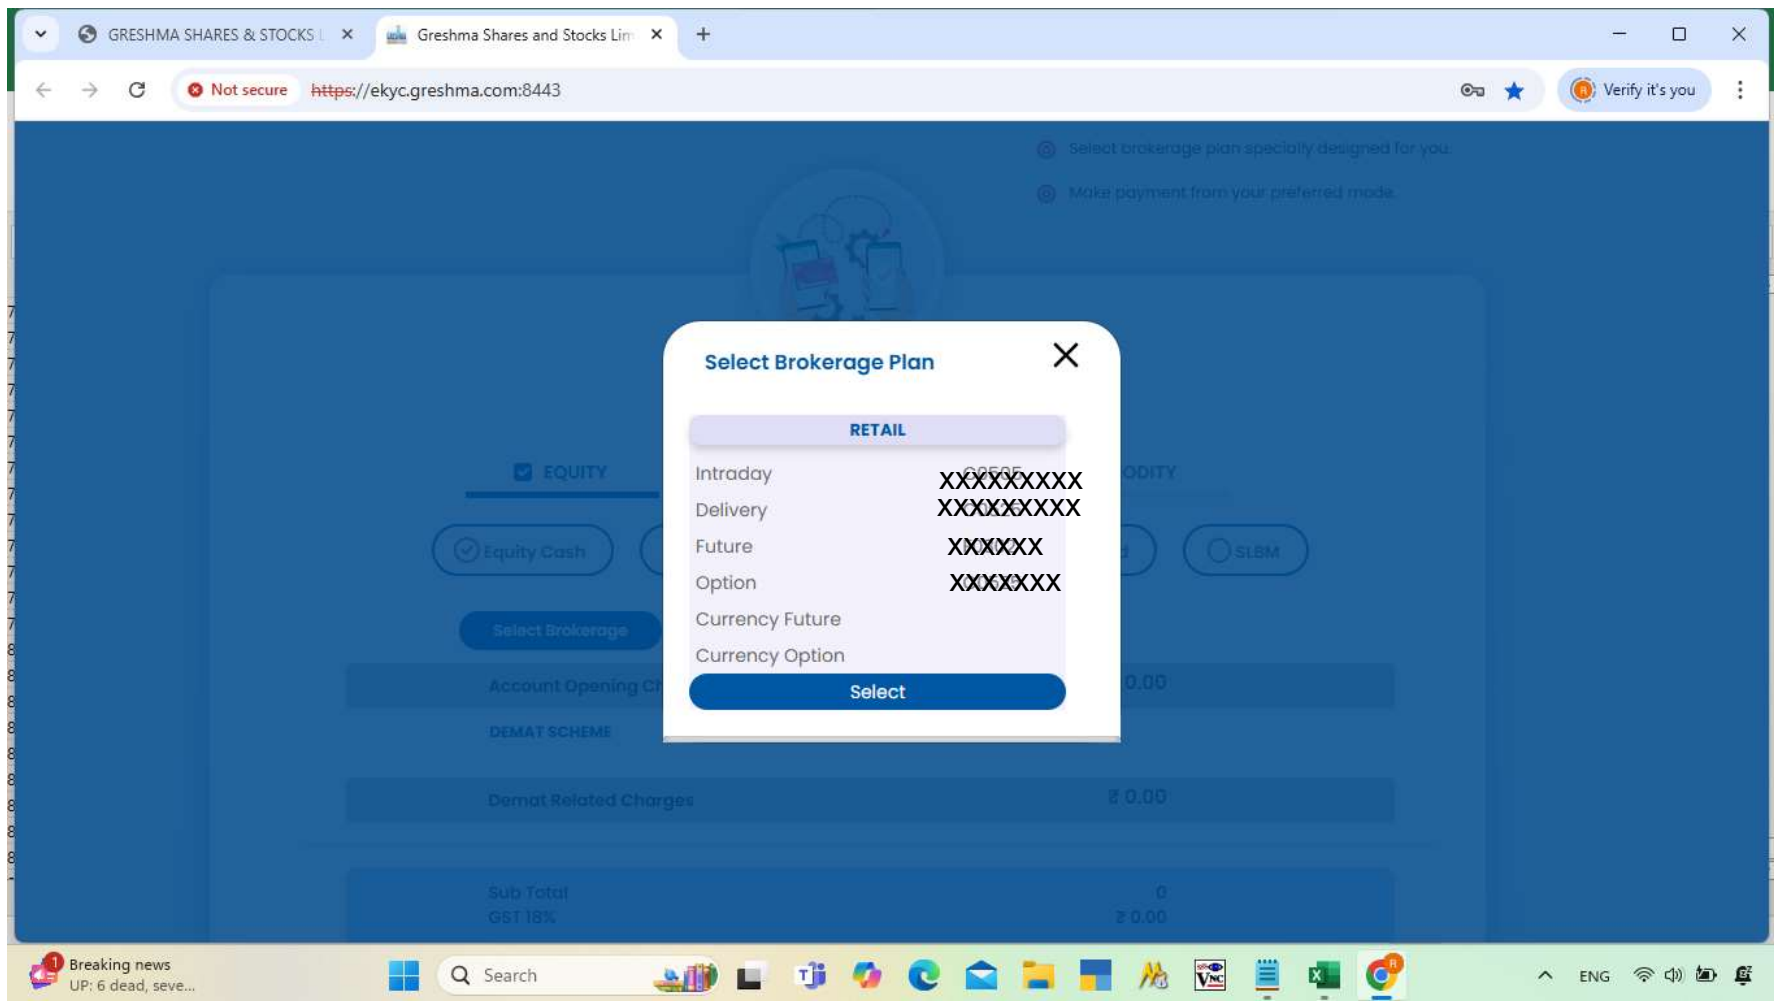 GRESHMA SHARES & STOCKS L
Greshma Shares and Stocks Lim
Not secure https://ekyc.greshma.com:8443
Verify it's you
Select brokerage plan specially designed for you.
Make payment from your preferred mode.
Select Brokerage Plan
RETAIL
EQUITY
ODITY
Intraday XXXXXXXXX
Delivery XXXXXXXXX
Future XXXXXX
Option XXXXXXX
Currency Future
Currency Option
Select
Equity Cash
SLBM
Select Brokerage
Account Opening Ch
0.00
DEMAT SCHEME
Demat Related Charges ₹ 0.00
Sub Total 0
GST 18% ₹ 0.00
1
Breaking news
UP: 6 dead, seve...
Search
ENG